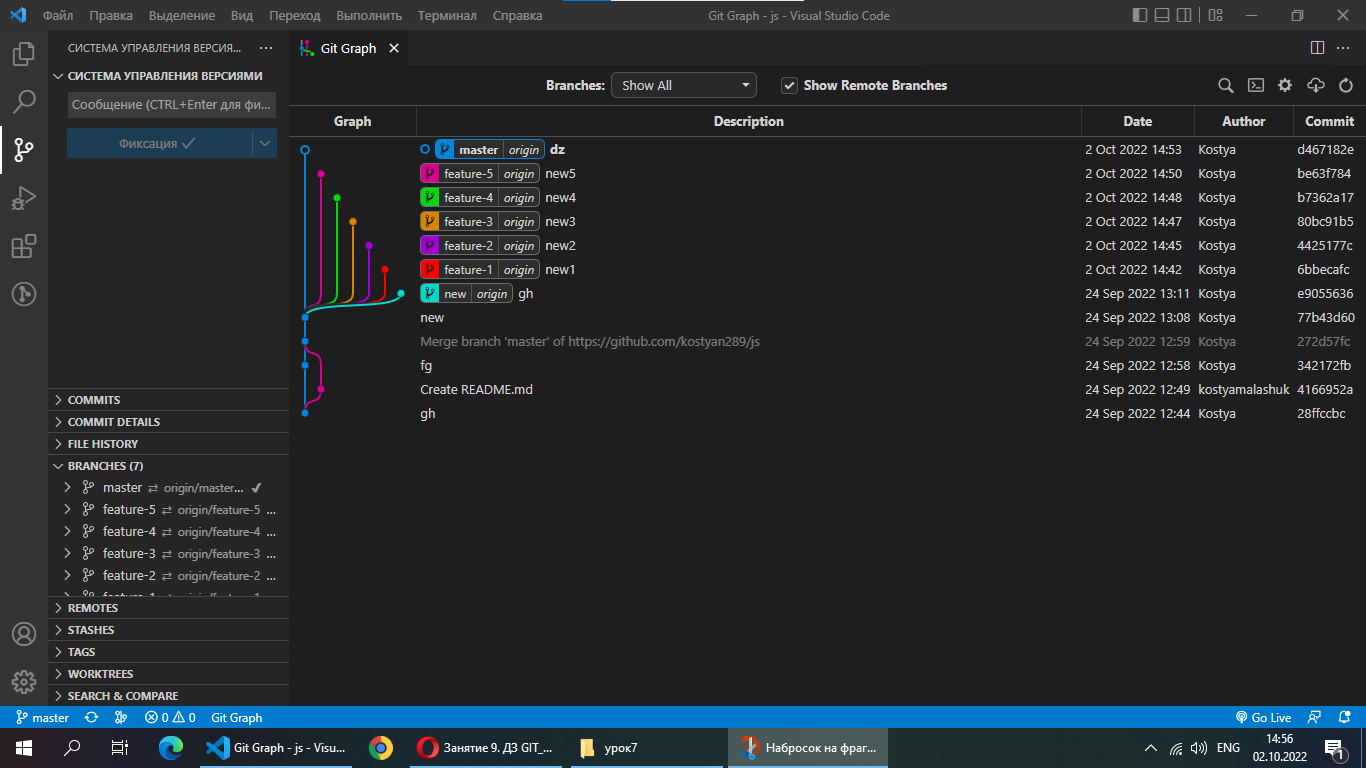 Файл Правка Выделение Вид Переход Выполнить Терминал Справка Git Graph - js - Visual Studio Code
СИСТЕМА УПРАВЛЕНИЯ ВЕРСИЯ... ···
СИСТЕМА УПРАВЛЕНИЯ ВЕРСИЯМИ
Сообщение (CTRL+Enter для фи...
Фиксация
COMMITS
COMMIT DETAILS
FILE HISTORY
BRANCHES (7)
master ⇄ origin/master...
feature-5 ⇄ origin/feature-5 ...
feature-4 ⇄ origin/feature-4 ...
feature-3 ⇄ origin/feature-3 ...
feature-2 ⇄ origin/feature-2 ...
REMOTES
STASHES
TAGS
WORKTREES
SEARCH & COMPARE
Git Graph
Branches: Show All Show Remote Branches
Graph Description Date Author Commit
master origin dz 2 Oct 2022 14:53 Kostya d467182e
feature-5 origin new5 2 Oct 2022 14:50 Kostya be63f784
feature-4 origin new4 2 Oct 2022 14:48 Kostya b7362a17
feature-3 origin new3 2 Oct 2022 14:47 Kostya 80bc91b5
feature-2 origin new2 2 Oct 2022 14:45 Kostya 4425177c
feature-1 origin new1 2 Oct 2022 14:42 Kostya 6bbecafc
new origin gh 24 Sep 2022 13:11 Kostya e9055636
new 24 Sep 2022 13:08 Kostya 77b43d60
Merge branch 'master' of https://github.com/kostyan289/js 24 Sep 2022 12:59 Kostya 272d57fc
fg 24 Sep 2022 12:58 Kostya 342172fb
Create README.md 24 Sep 2022 12:49 kostyamalashuk 4166952a
gh 24 Sep 2022 12:44 Kostya 28ffccbc
master 0 0 Git Graph Go Live
Git Graph - js - Visu... Занятие 9. ДЗ GIT_... урок7 Набросок на фраг... ENG
14:56
02.10.2022
1